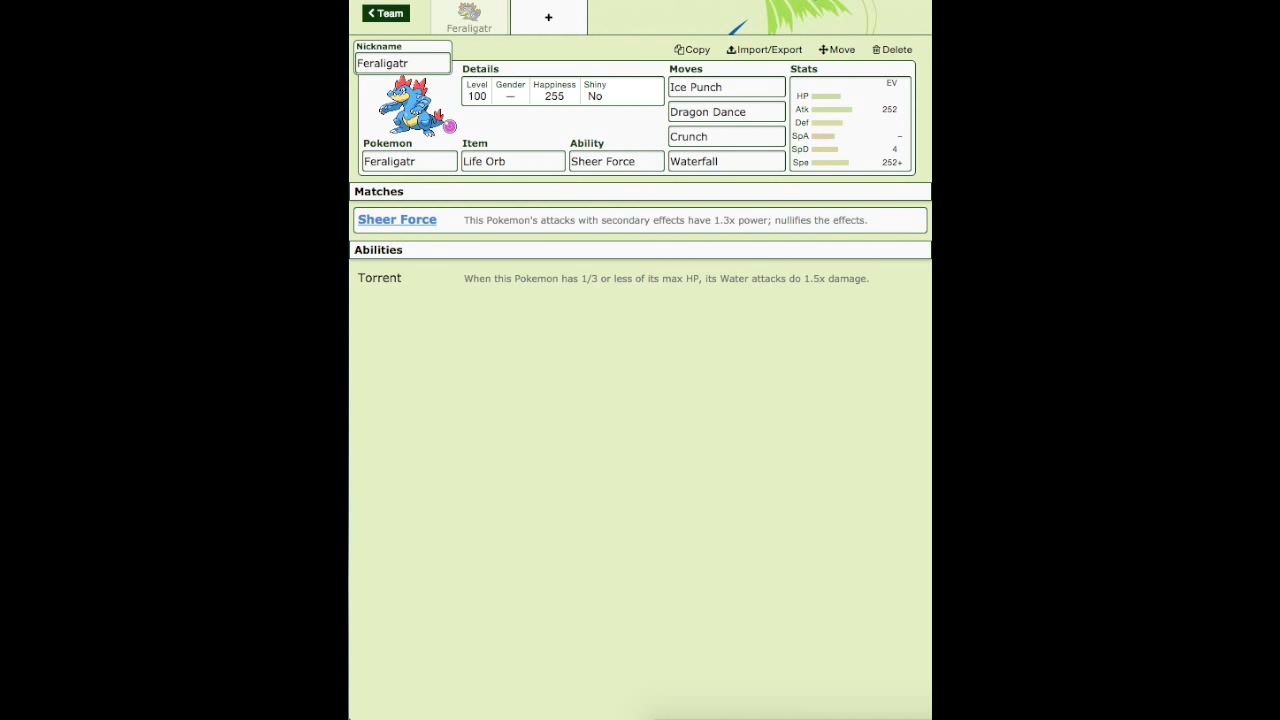 Team
Feraligatr
+
Nickname
Feraligatr
Copy Import/Export Move Delete
Details
Level Gender Happiness Shiny
100 — 255 No
Pokemon Item Ability
Feraligatr Life Orb Sheer Force
Moves
Ice Punch
Dragon Dance
Crunch
Waterfall
Stats
EV
HP
Atk 252
Def
SpA –
SpD 4
Spe 252+
Matches
Sheer Force This Pokemon's attacks with secondary effects have 1.3x power; nullifies the effects.
Abilities
Torrent When this Pokemon has 1/3 or less of its max HP, its Water attacks do 1.5x damage.